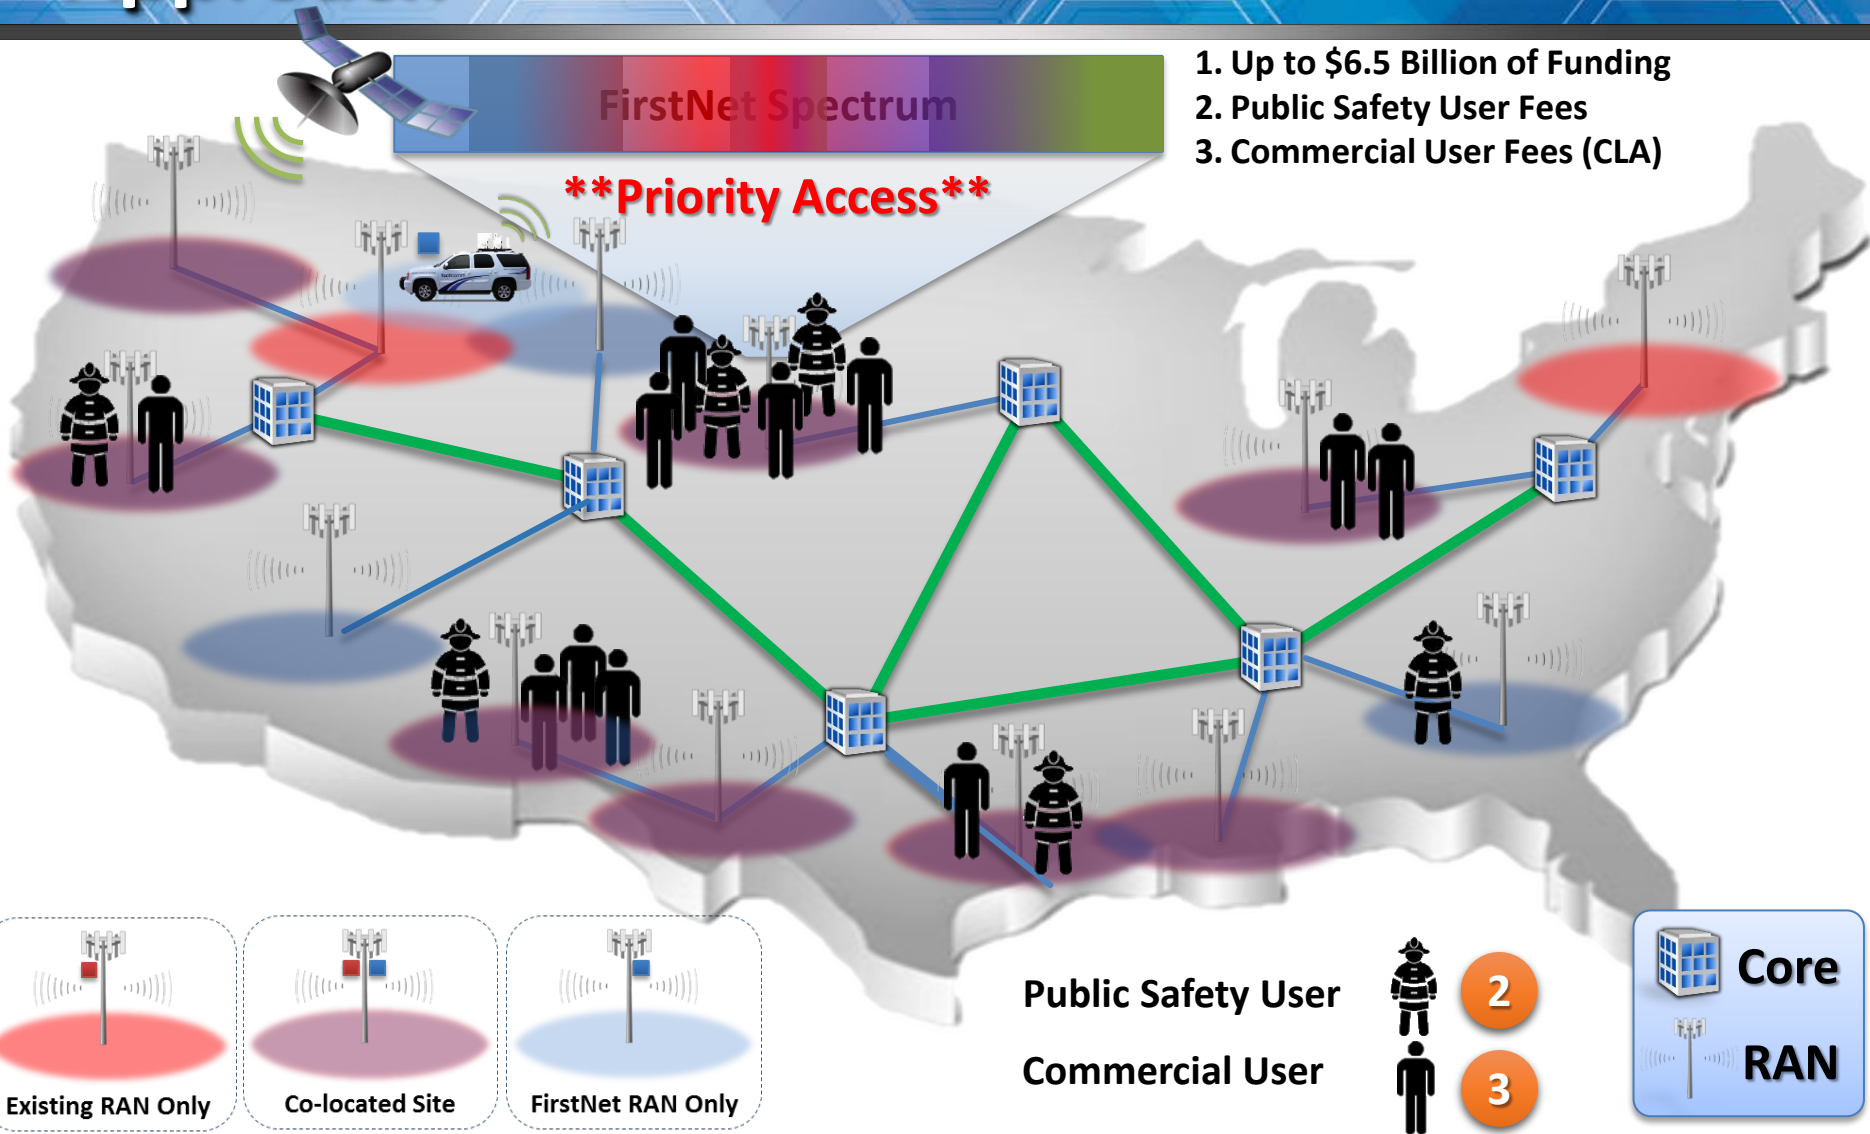 1. Up to $6.5 Billion of Funding
2. Public Safety User Fees
3. Commercial User Fees (CLA)
FirstNet Spectrum
**Priority Access**
Existing RAN Only
Co-located Site
FirstNet RAN Only
Public Safety User
2
Commercial User
3
Core
RAN